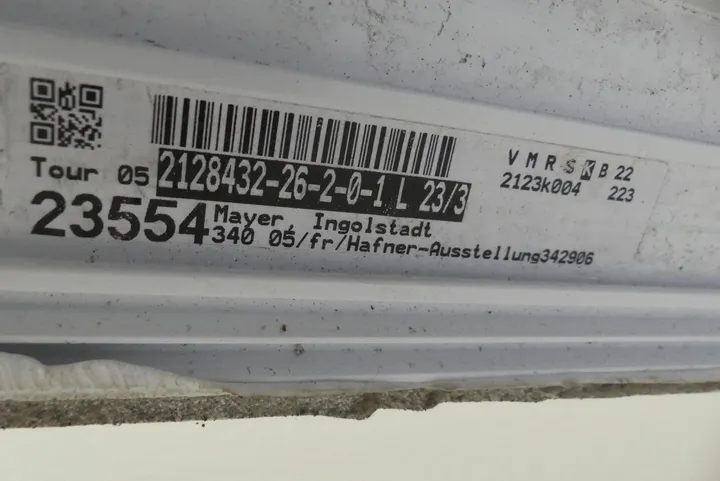 V M R S K B 22
2123k004 223
Tour 05 2128432-26-2-0-1 L 23/3
23554 Mayer, Ingolstadt
340 05/fr/Hafner-Ausstellung342906